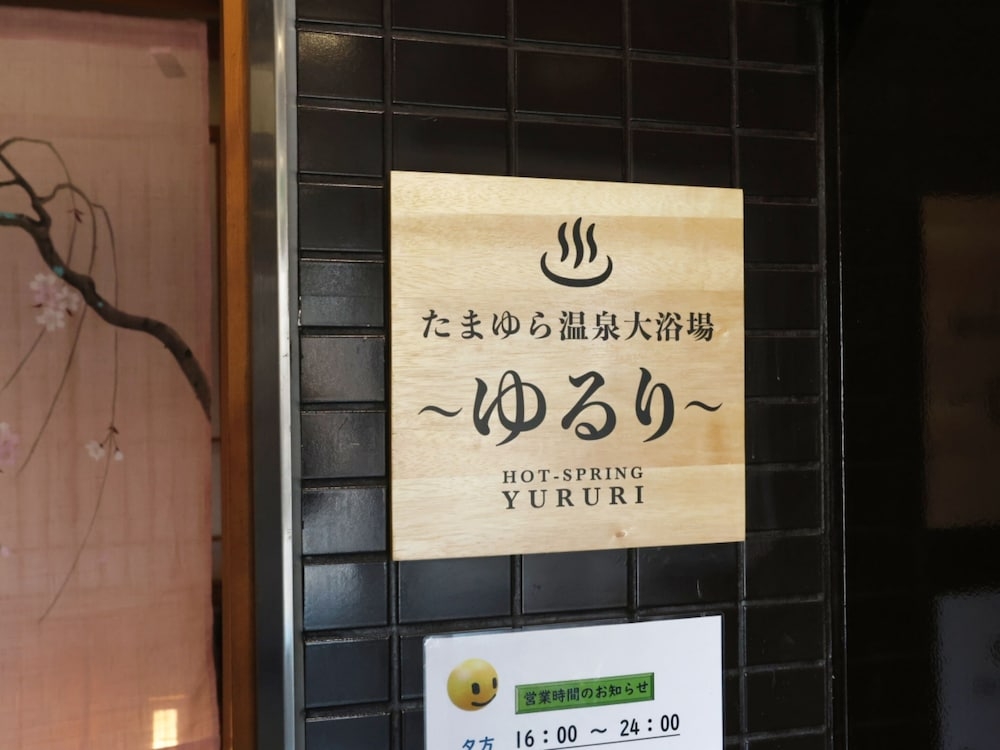 たまゆら温泉大浴場
～ゆるり～
HOT-SPRING
YURURI
営業時間のお知らせ
夕方 16：00 ～ 24：00